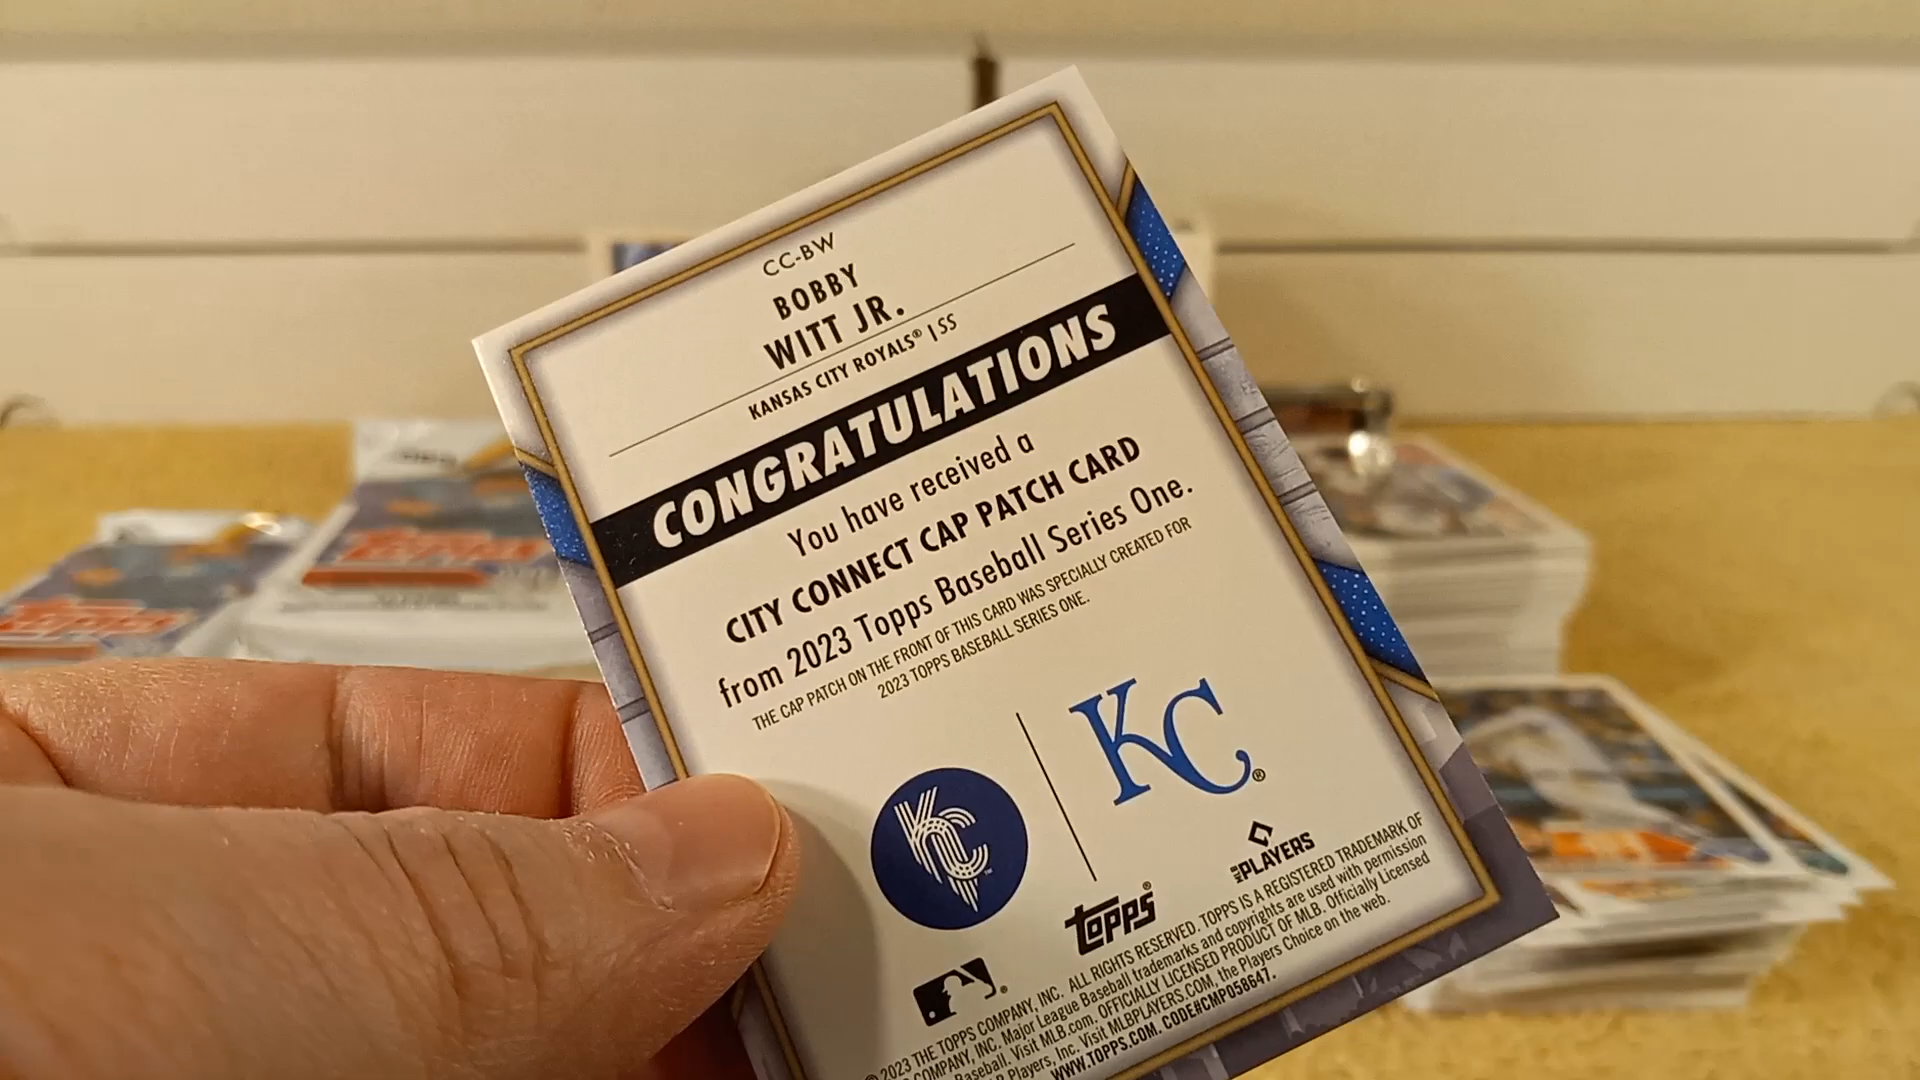 CC-BW
BOBBY
WITT JR.
KANSAS CITY ROYALS® | SS
CONGRATULATIONS
You have received a
CITY CONNECT CAP PATCH CARD
from 2023 Topps Baseball Series One.
THE CAP PATCH ON THE FRONT OF THIS CARD WAS SPECIALLY CREATED FOR
2023 TOPPS BASEBALL SERIES ONE.
KC™
KC®
MLB PLAYERS
topps®
© 2023 THE TOPPS COMPANY, INC. ALL RIGHTS RESERVED. TOPPS IS A REGISTERED TRADEMARK OF
COMPANY, INC. Major League Baseball trademarks and copyrights are used with permission
Baseball. Visit MLB.com. OFFICIALLY LICENSED PRODUCT OF MLB. Officially Licensed
Players, Inc. Visit MLBPLAYERS.COM, the Players Choice on the web.
WWW.TOPPS.COM. CODE#CMP058647.